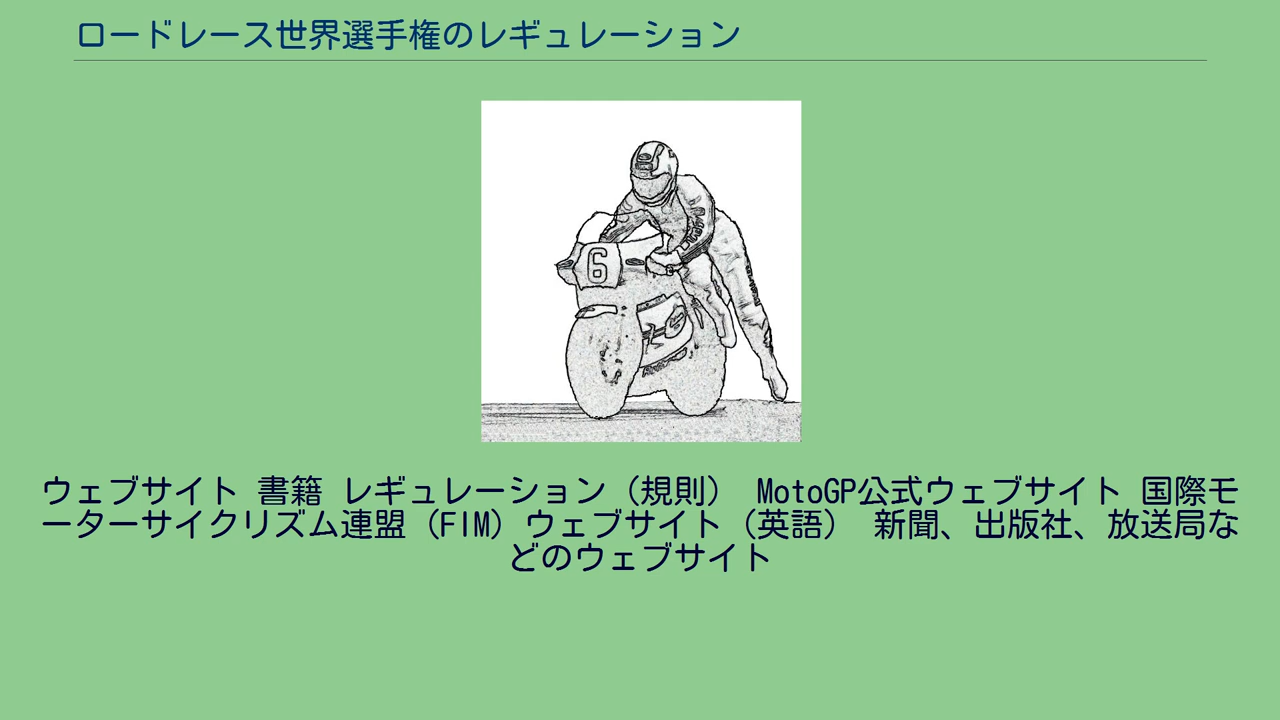 ロードレース世界選手権のレギュレーション
6
ウェブサイト 書籍 レギュレーション（規則） MotoGP公式ウェブサイト 国際モ
ーターサイクリズム連盟（FIM）ウェブサイト（英語） 新聞、出版社、放送局な
どのウェブサイト